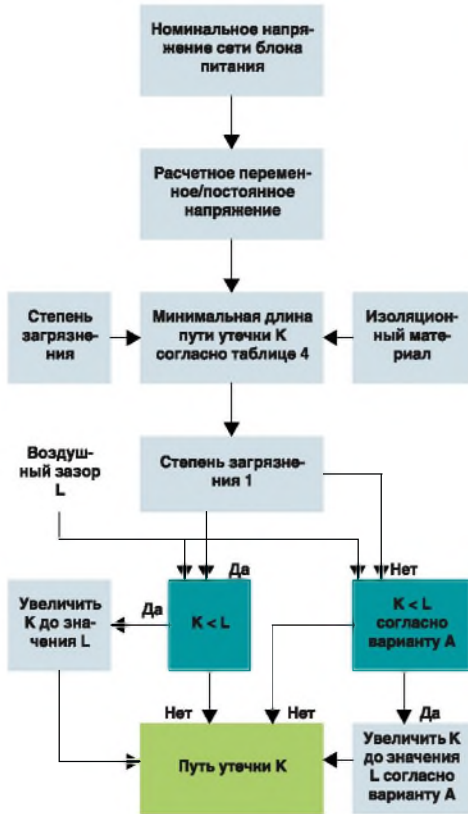 Номинальное напря-
жение сети блока
питания
Расчетное перемен-
ное/постоянное
напряжение
Степень
загрязне-
ния
Минимальная длина
пути утечки К
согласно таблице 4
Изоляцион-
ный мате-
риал
Воздуш-
ный зазор
L
Степень загрязне-
ния 1
Да
Нет
Увеличить
К до зна-
чения L
Да
K < L
K < L
согласно
варианту А
Нет
Нет
Да
Путь утечки К
Увеличить К
до значения
L согласно
варианту А